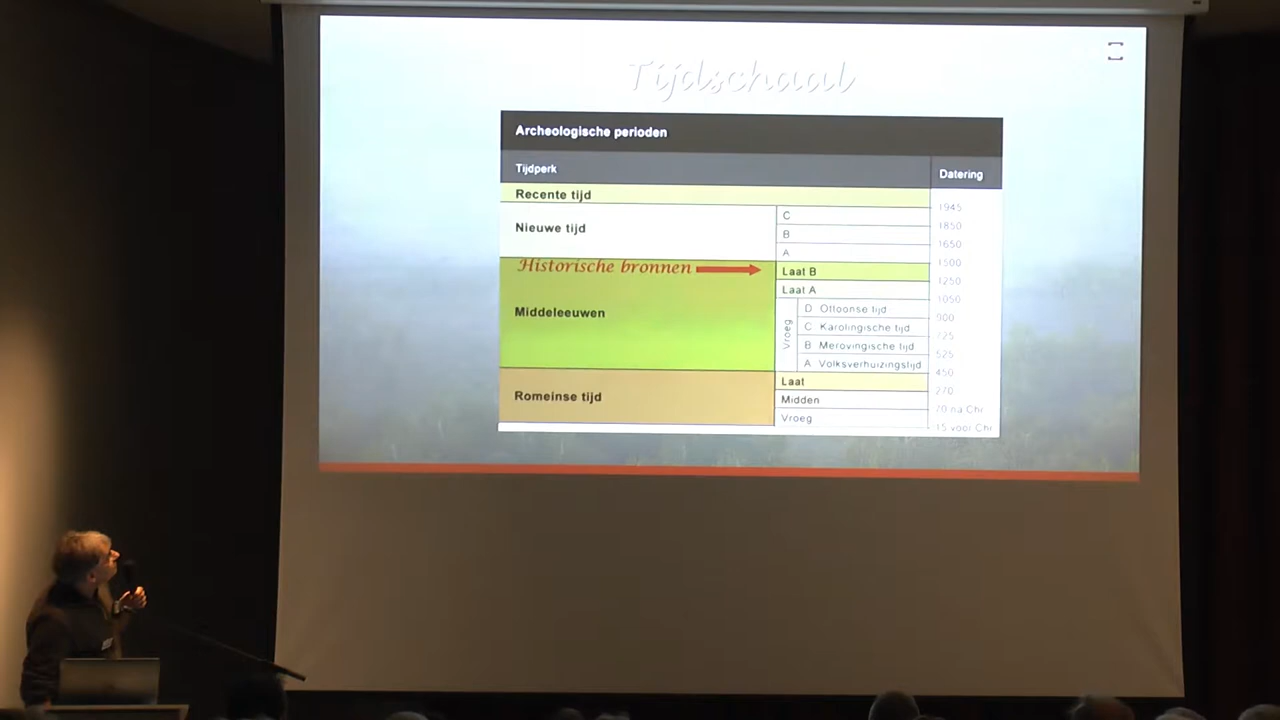 Tijdschaal
Archeologische perioden
Tijdperk
Datering
Recente tijd
1945
Nieuwe tijd
C
1850
B
1650
A
1500
Historische bronnen
Laat B
1250
Laat A
1050
Middeleeuwen
Vroeg
D Ottoonse tijd
900
C Karolingische tijd
725
B Merovingische tijd
525
A Volksverhuizingstijd
450
Romeinse tijd
Laat
270
Midden
70 na Chr
Vroeg
15 voor Chr